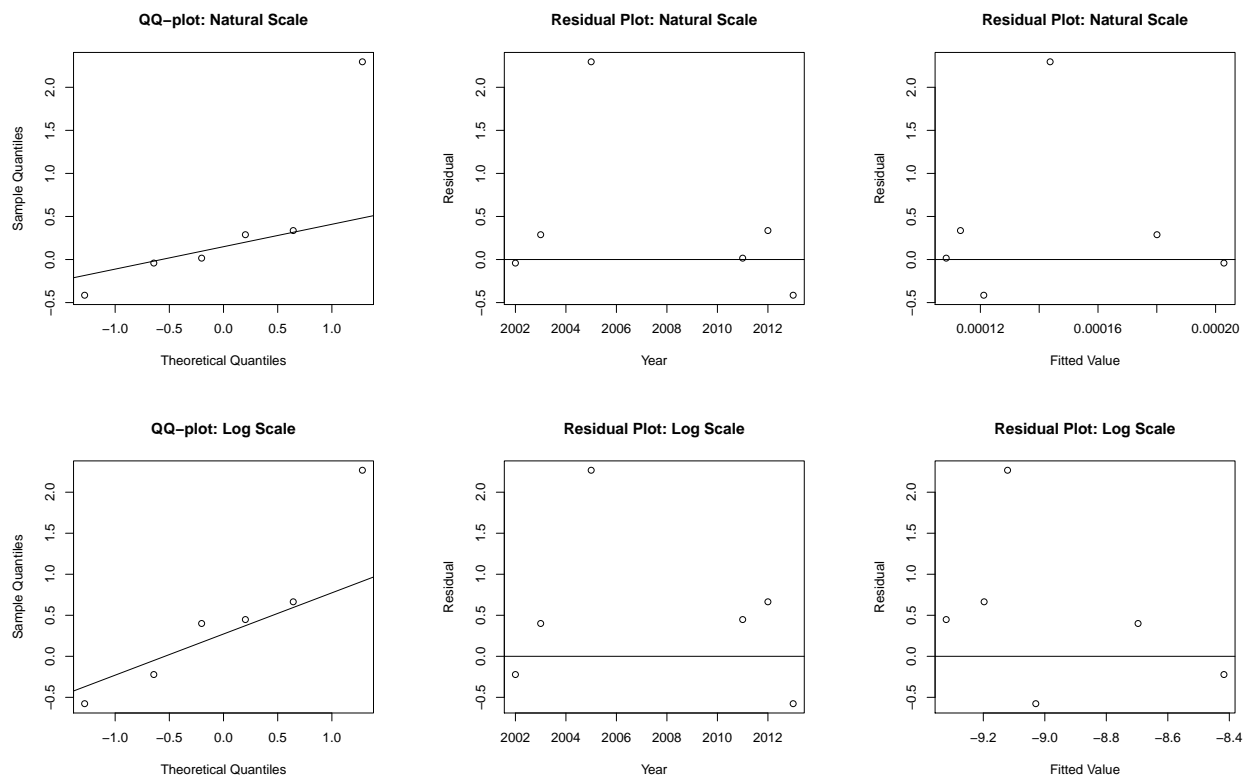 QQ−plot: Natural Scale
Residual Plot: Natural Scale
Residual Plot: Natural Scale
Sample Quantiles
−0.5 0.0 0.5 1.0 1.5 2.0
−1.0 −0.5 0.0 0.5 1.0
Theoretical Quantiles
Residual
−0.5 0.0 0.5 1.0 1.5 2.0
2002 2004 2006 2008 2010 2012
Year
Residual
−0.5 0.0 0.5 1.0 1.5 2.0
0.00012 0.00016 0.00020
Fitted Value
QQ−plot: Log Scale
Residual Plot: Log Scale
Residual Plot: Log Scale
Sample Quantiles
−0.5 0.0 0.5 1.0 1.5 2.0
−1.0 −0.5 0.0 0.5 1.0
Theoretical Quantiles
Residual
−0.5 0.0 0.5 1.0 1.5 2.0
2002 2004 2006 2008 2010 2012
Year
Residual
−0.5 0.0 0.5 1.0 1.5 2.0
−9.2 −9.0 −8.8 −8.6 −8.4
Fitted Value